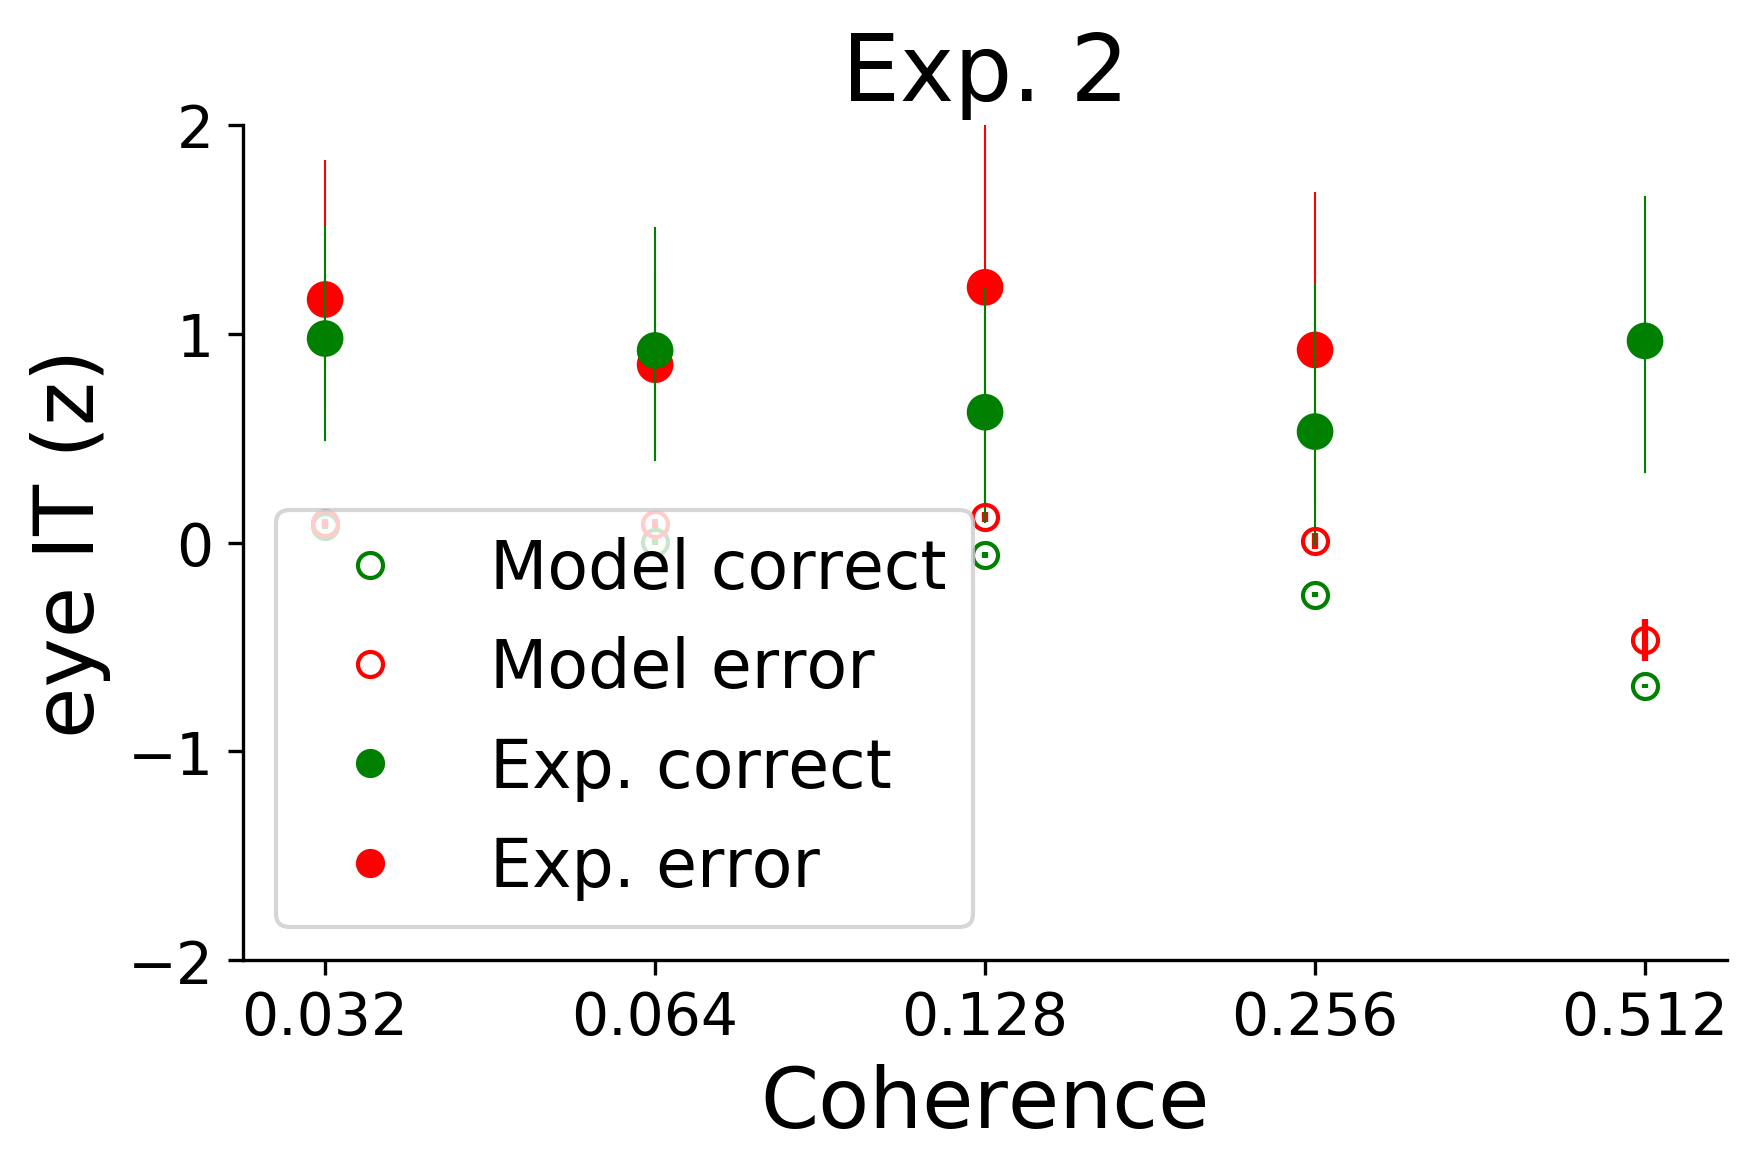 Exp. 2
eye IT (z)
2
1
0
−1
−2
Model correct
Model error
Exp. correct
Exp. error
0.032 0.064 0.128 0.256 0.512
Coherence